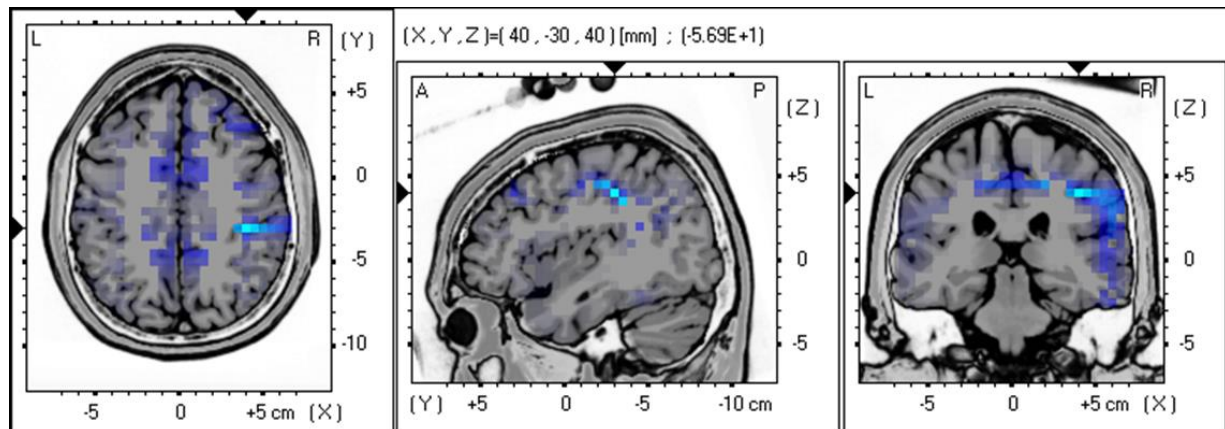 (X, Y, Z)=( 40, -30, 40) [mm] ; (-5.69E+1)
L R (Y)
+5
0
-5
-10
-5 0 +5 cm (X)
A P (Z)
+5
0
-5
(Y) +5 0 -5 -10 cm
L R (Z)
+5
0
-5
-5 0 +5 cm (X)